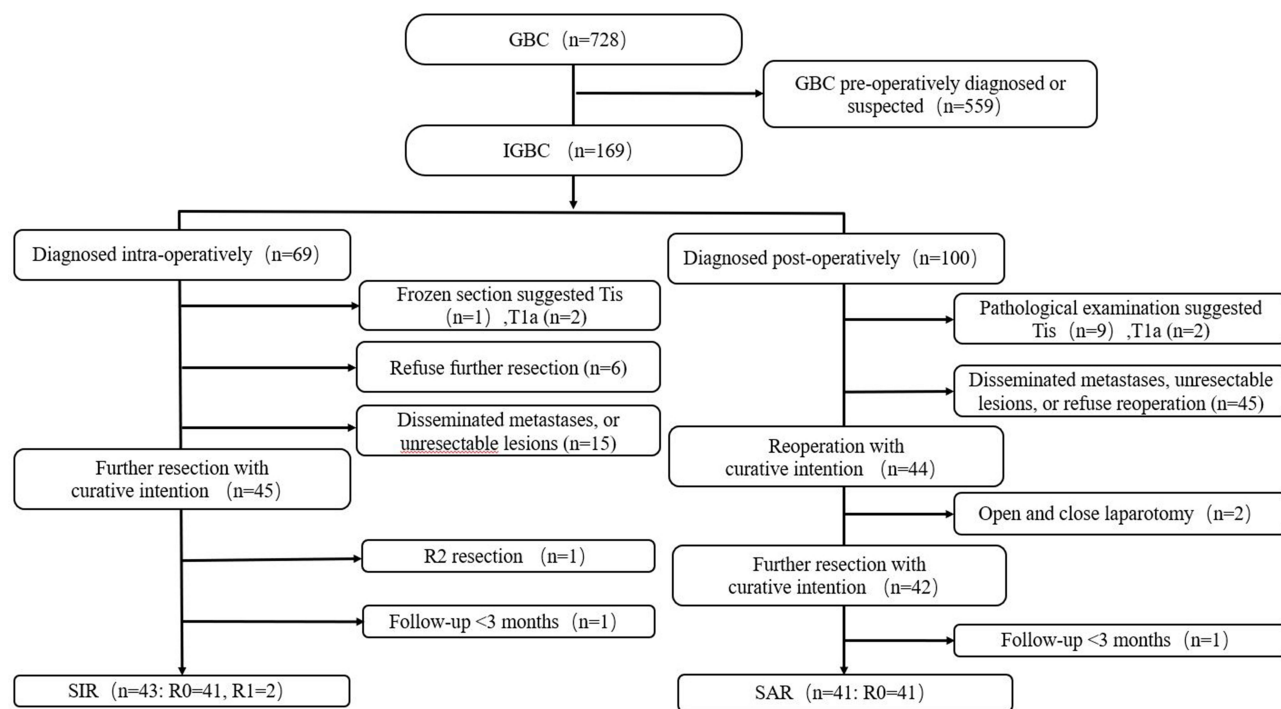 GBC（n=728）
GBC pre-operatively diagnosed or
suspected（n=559）
IGBC（n=169）
Diagnosed intra-operatively（n=69）
Frozen section suggested Tis
（n=1）,T1a (n=2）
Refuse further resection (n=6）
Disseminated metastases, or
unresectable lesions (n=15）
Further resection with
curative intention （n=45）
R2 resection （n=1）
Follow-up <3 months（n=1）
SIR（n=43: R0=41, R1=2）
Diagnosed post-operatively（n=100）
Pathological examination suggested
Tis （n=9）,T1a (n=2）
Disseminated metastases, unresectable
lesions, or refuse reoperation (n=45）
Reoperation with
curative intention（n=44）
Open and close laparotomy（n=2）
Further resection with
curative intention （n=42）
Follow-up <3 months（n=1）
SAR（n=41: R0=41）